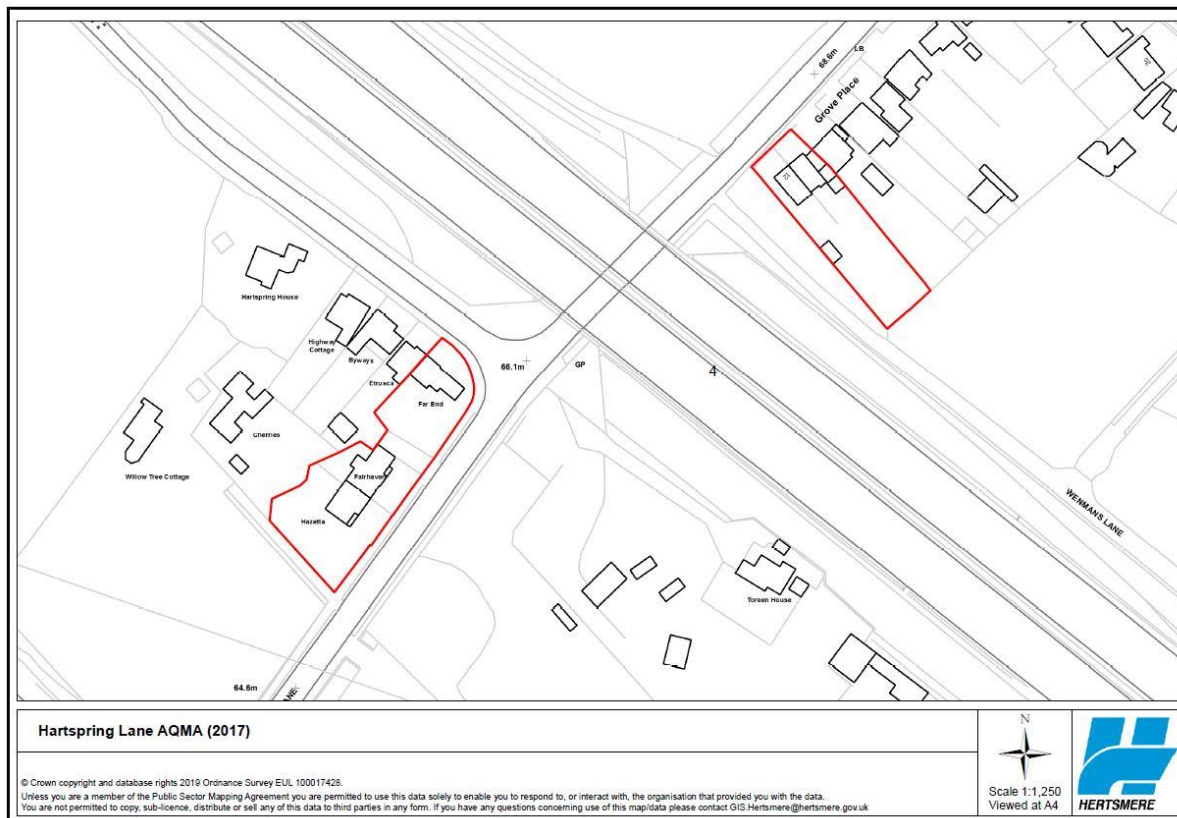 68.6m
LB
Grove Place
26
12
Hartspring House
Highway
Cottage
Byways
Etrusca
66.1m
GP
4
Far End
Cherries
Willow Tree Cottage
Fairhaven
Hazetta
WENMANS LANE
Toreen House
64.6m
ANE
Hartspring Lane AQMA (2017)
© Crown copyright and database rights 2019 Ordnance Survey EUL 100017428.
Unless you are a member of the Public Sector Mapping Agreement you are permitted to use this data solely to enable you to respond to, or interact with, the organisation that provided you with the data.
You are not permitted to copy, sub-licence, distribute or sell any of this data to third parties in any form. If you have any questions concerning use of this map/data please contact GIS.Hertsmere@hertsmere.gov.uk
N
Scale 1:1,250
Viewed at A4
HERTSMERE